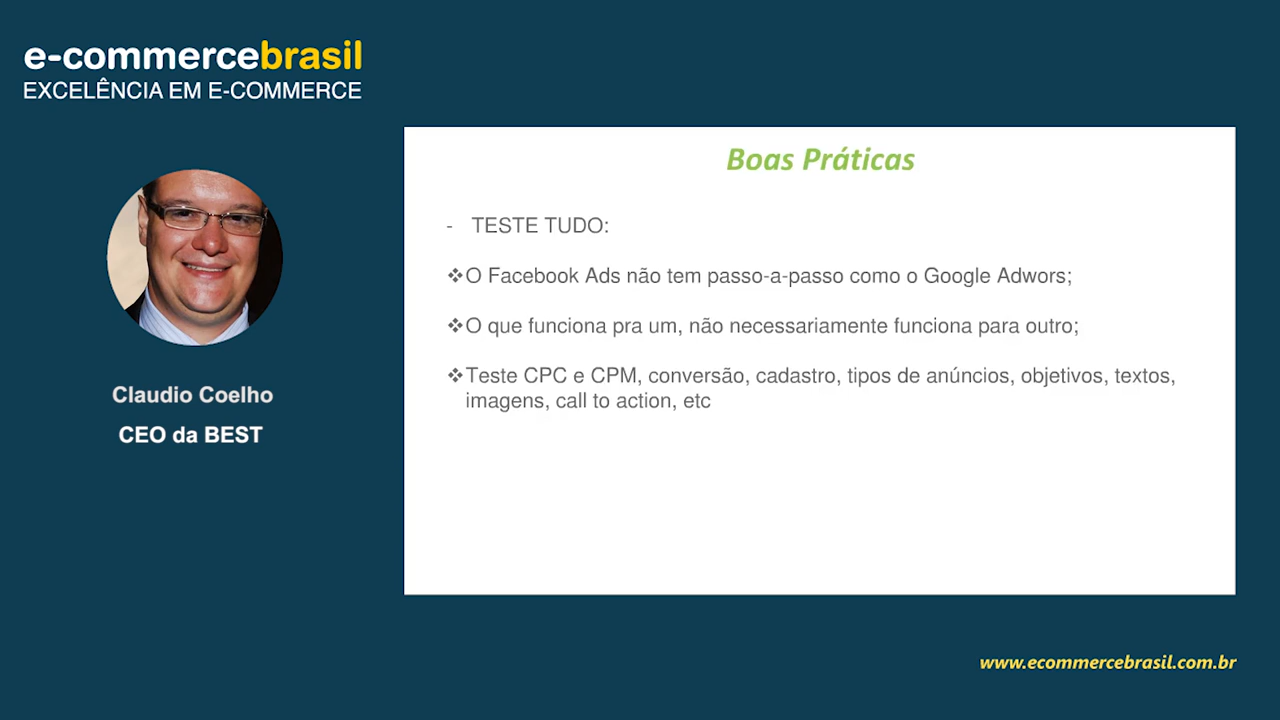 e-commercebrasil
EXCELÊNCIA EM E-COMMERCE
Boas Práticas
- TESTE TUDO:
❖O Facebook Ads não tem passo-a-passo como o Google Adwors;
❖O que funciona pra um, não necessariamente funciona para outro;
❖Teste CPC e CPM, conversão, cadastro, tipos de anúncios, objetivos, textos,
imagens, call to action, etc
Claudio Coelho
CEO da BEST
www.ecommercebrasil.com.br